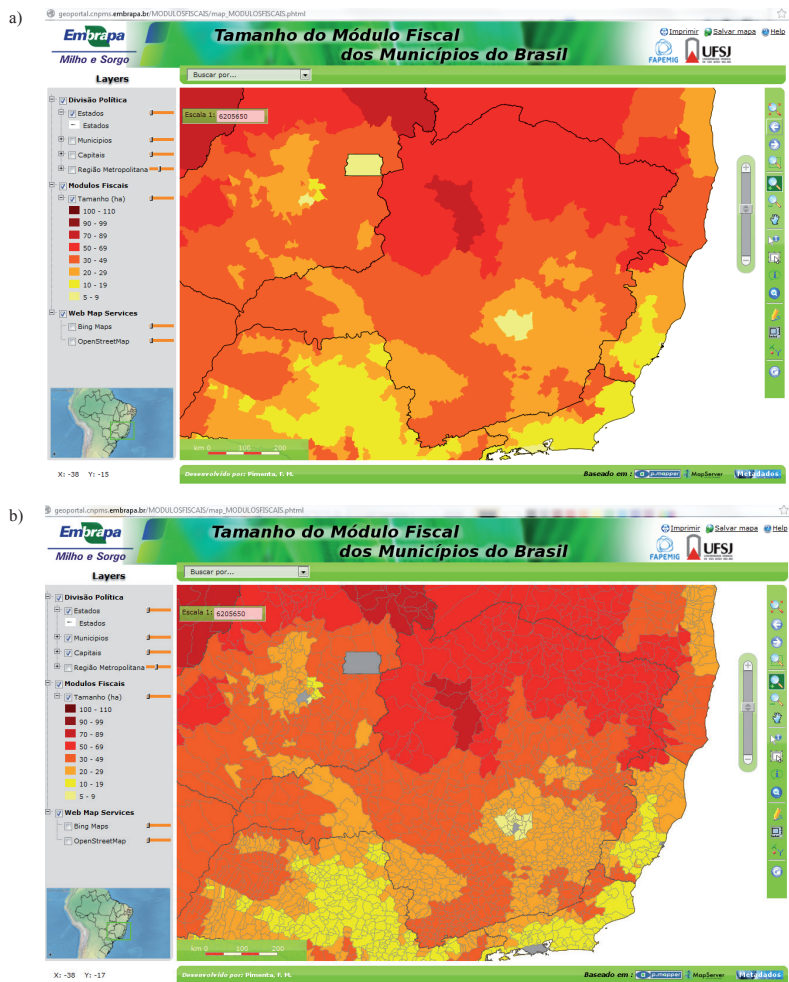 a)
geoportal.cnpms.embrapa.br/MODULOSFISCAIS/map_MODULOSFISCAIS.phtml
Embrapa
Milho e Sorgo
Tamanho do Módulo Fiscal
dos Municípios do Brasil
Imprimir Salvar mapa Help
FAPEMIG UFSJ
Layers
Buscar por...
Escala 1: 6205650
Divisão Política
Estados
Estados
Municipios
Capitais
Região Metropolitana
Modulos Fiscais
Tamanho (ha)
100 - 110
90 - 99
70 - 89
50 - 69
30 - 49
20 - 29
10 - 19
5 - 9
Web Map Services
Bing Maps
OpenStreetMap
km 0 100 200
X: -38 Y: -15
Desenvolvido por: Pimenta, F. M.
Baseado em : p.mapper MapServer Metadados
b)
geoportal.cnpms.embrapa.br/MODULOSFISCAIS/map_MODULOSFISCAIS.phtml
Embrapa
Milho e Sorgo
Tamanho do Módulo Fiscal
dos Municípios do Brasil
Imprimir Salvar mapa Help
FAPEMIG UFSJ
Layers
Buscar por...
Escala 1: 6205650
Divisão Política
Estados
Estados
Municipios
Capitais
Região Metropolitana
Modulos Fiscais
Tamanho (ha)
100 - 110
90 - 99
70 - 89
50 - 69
30 - 49
20 - 29
10 - 19
5 - 9
Web Map Services
Bing Maps
OpenStreetMap
km 0 100 200
X: -38 Y: -17
Desenvolvido por: Pimenta, F. M.
Baseado em : p.mapper MapServer Metadados